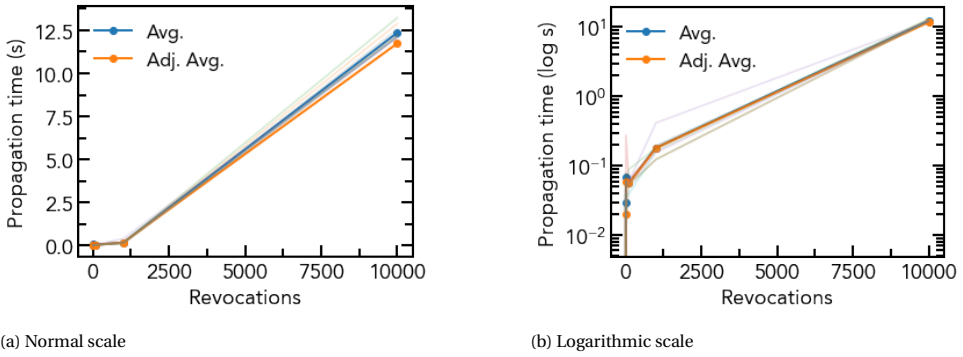 Propagation time (s)
12.5
10.0
7.5
5.0
2.5
0.0
Avg.
Adj. Avg.
0 2500 5000 7500 10000
Revocations
(a) Normal scale
Propagation time (log s)
10¹
10⁰
10⁻¹
10⁻²
Avg.
Adj. Avg.
0 2500 5000 7500 10000
Revocations
(b) Logarithmic scale